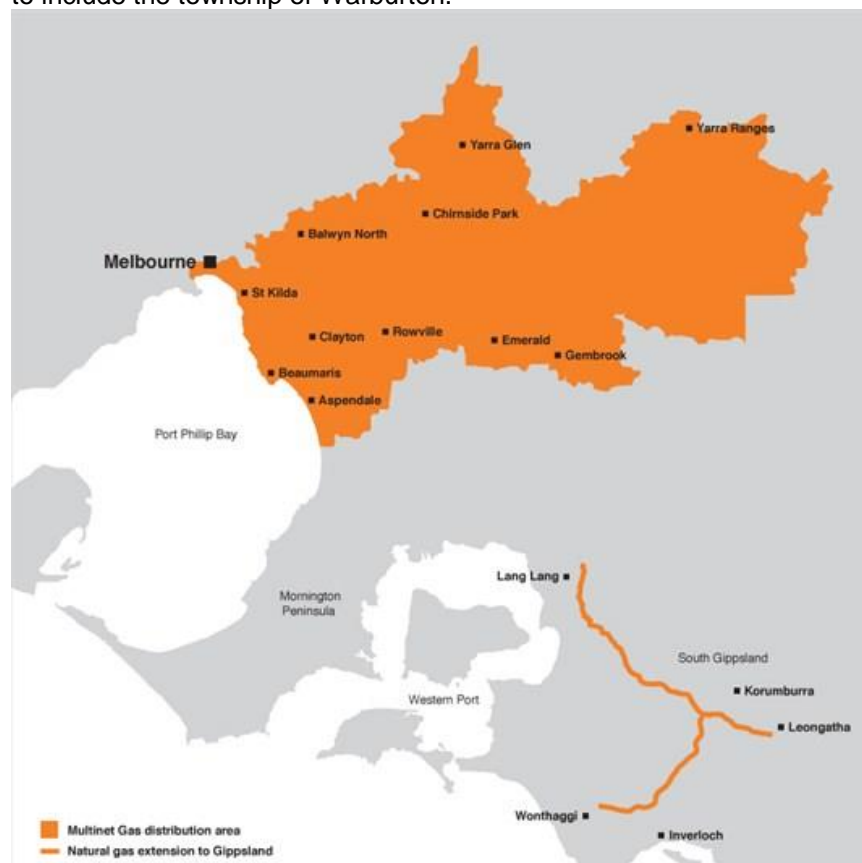 to include the township of Warburton.
Yarra Ranges
Yarra Glen
Chirnside Park
Balwyn North
Melbourne
St Kilda
Clayton
Rowville
Emerald
Gembrook
Beaumaris
Aspendale
Port Phillip Bay
Lang Lang
Mornington
Peninsula
South Gippsland
Korumburra
Western Port
Leongatha
Wonthaggi
Inverloch
Multinet Gas distribution area
Natural gas extension to Gippsland